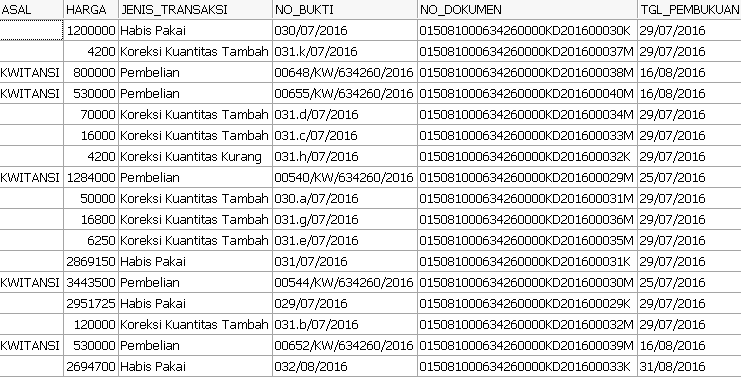 ASAL HARGA JENIS_TRANSAKSI NO_BUKTI NO_DOKUMEN TGL_PEMBUKUAN
1200000 Habis Pakai 030/07/2016 015081000634260000KD201600030K 29/07/2016
4200 Koreksi Kuantitas Tambah 031.k/07/2016 015081000634260000KD201600037M 29/07/2016
KWITANSI 800000 Pembelian 00648/KW/634260/2016 015081000634260000KD201600038M 16/08/2016
KWITANSI 530000 Pembelian 00655/KW/634260/2016 015081000634260000KD201600040M 16/08/2016
70000 Koreksi Kuantitas Tambah 031.d/07/2016 015081000634260000KD201600034M 29/07/2016
16000 Koreksi Kuantitas Tambah 031.c/07/2016 015081000634260000KD201600033M 29/07/2016
4200 Koreksi Kuantitas Kurang 031.h/07/2016 015081000634260000KD201600032K 29/07/2016
KWITANSI 1284000 Pembelian 00540/KW/634260/2016 015081000634260000KD201600029M 25/07/2016
50000 Koreksi Kuantitas Tambah 030.a/07/2016 015081000634260000KD201600031M 29/07/2016
16800 Koreksi Kuantitas Tambah 031.g/07/2016 015081000634260000KD201600036M 29/07/2016
6250 Koreksi Kuantitas Tambah 031.e/07/2016 015081000634260000KD201600035M 29/07/2016
2869150 Habis Pakai 031/07/2016 015081000634260000KD201600031K 29/07/2016
KWITANSI 3443500 Pembelian 00544/KW/634260/2016 015081000634260000KD201600030M 25/07/2016
2951725 Habis Pakai 029/07/2016 015081000634260000KD201600029K 29/07/2016
120000 Koreksi Kuantitas Tambah 031.b/07/2016 015081000634260000KD201600032M 29/07/2016
KWITANSI 530000 Pembelian 00652/KW/634260/2016 015081000634260000KD201600039M 16/08/2016
2694700 Habis Pakai 032/08/2016 015081000634260000KD201600033K 31/08/2016